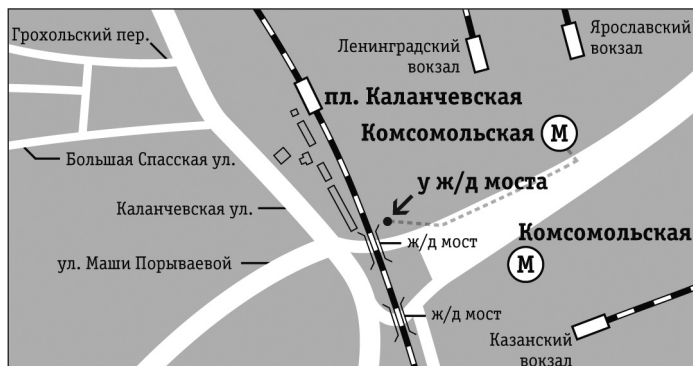 Грохольский пер.
Ленинградский
вокзал
Ярославский
вокзал
пл. Каланчевская
Комсомольская М
Большая Спасская ул.
у ж/д моста
Каланчевская ул.
ж/д мост
Комсомольская
М
ул. Маши Порываевой
ж/д мост
Казанский
вокзал